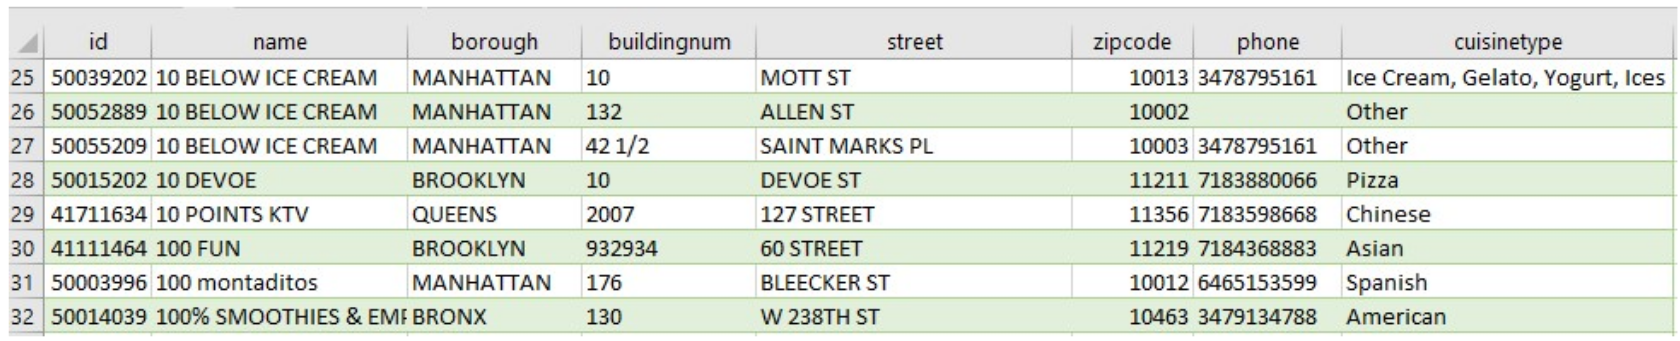 id name borough buildingnum street zipcode phone cuisinetype
25 50039202 10 BELOW ICE CREAM MANHATTAN 10 MOTT ST 10013 3478795161 Ice Cream, Gelato, Yogurt, Ices
26 50052889 10 BELOW ICE CREAM MANHATTAN 132 ALLEN ST 10002 Other
27 50055209 10 BELOW ICE CREAM MANHATTAN 42 1/2 SAINT MARKS PL 10003 3478795161 Other
28 50015202 10 DEVOE BROOKLYN 10 DEVOE ST 11211 7183880066 Pizza
29 41711634 10 POINTS KTV QUEENS 2007 127 STREET 11356 7183598668 Chinese
30 41111464 100 FUN BROOKLYN 932934 60 STREET 11219 7184368883 Asian
31 50003996 100 montaditos MANHATTAN 176 BLEECKER ST 10012 6465153599 Spanish
32 50014039 100% SMOOTHIES & BRONX 130 W 238TH ST 10463 3479134788 American